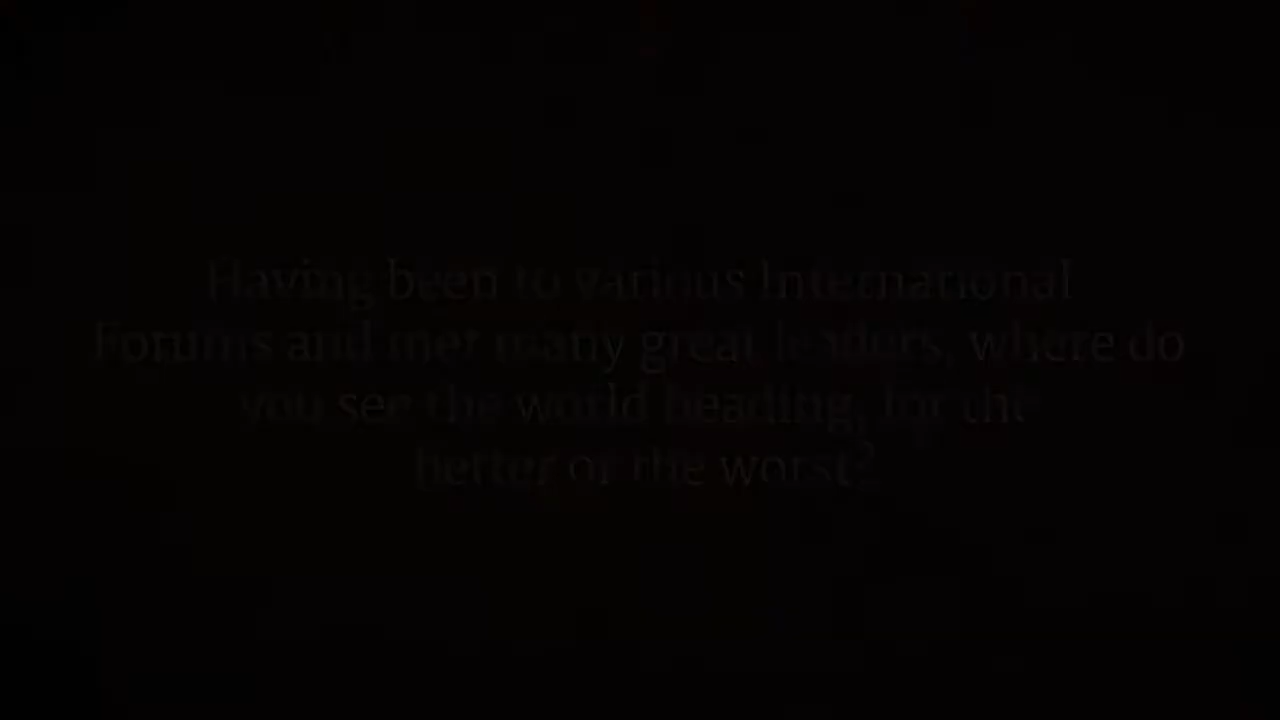 Having been to various International
Forums and met many great leaders, where do
you see the world heading, for the
better or the worst?